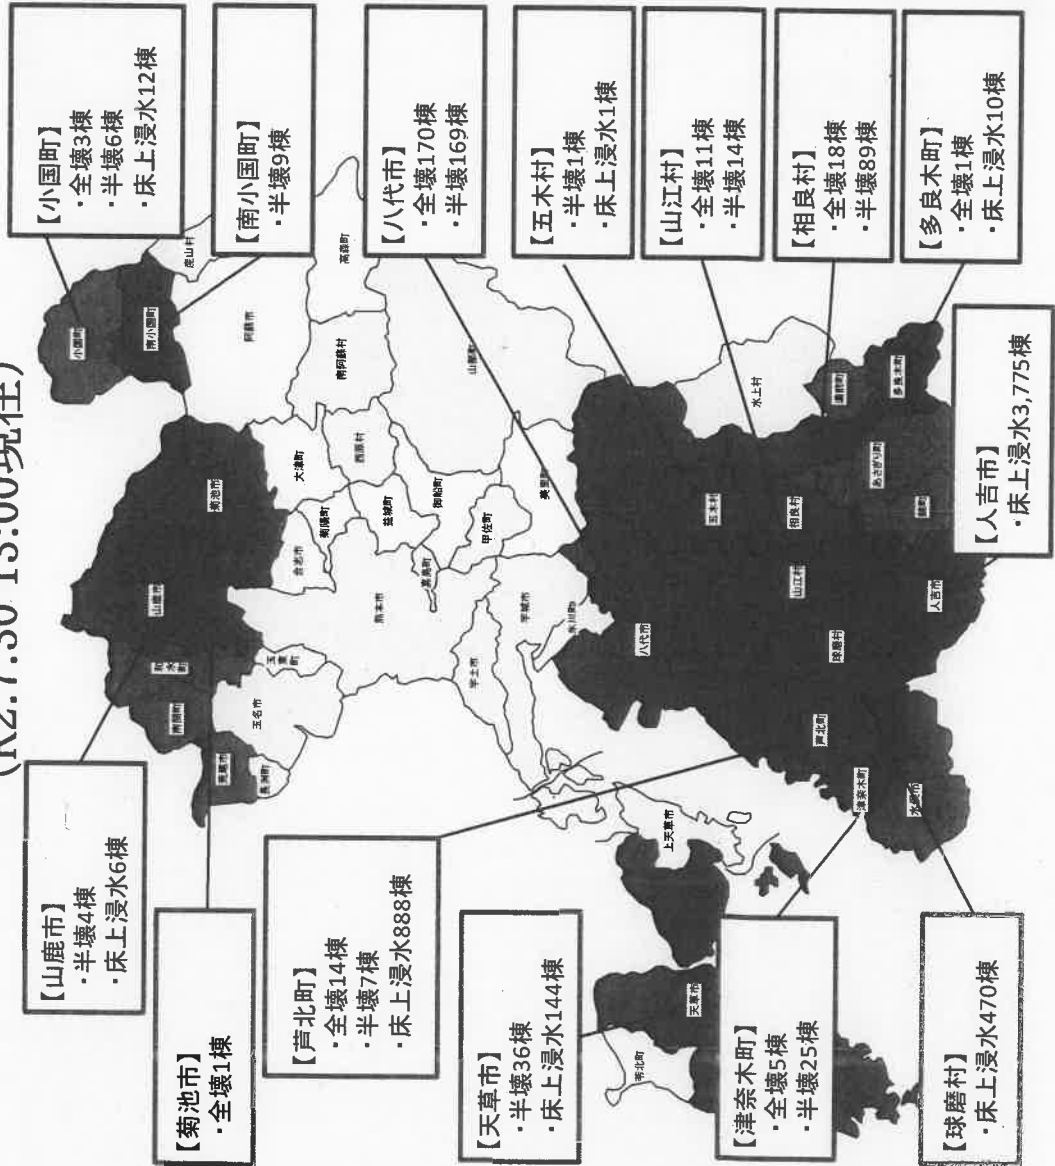 (R2.7.30 13:00現在)
【小国町】
・全壊3棟
・半壊6棟
・床上浸水12棟
【南小国町】
・半壊9棟
【八代市】
・全壊170棟
・半壊169棟
【五木村】
・半壊1棟
・床上浸水1棟
【山江村】
・全壊11棟
・半壊14棟
【相良村】
・全壊18棟
・半壊89棟
【多良木町】
・全壊1棟
・床上浸水10棟
【人吉市】
・床上浸水3,775棟
【山鹿市】
・半壊4棟
・床上浸水6棟
【菊池市】
・全壊1棟
【芦北町】
・全壊14棟
・半壊7棟
・床上浸水888棟
【天草市】
・半壊36棟
・床上浸水144棟
【津奈木町】
・全壊5棟
・半壊25棟
【球磨村】
・床上浸水470棟
小国町
南小国町
産山村
阿蘇市
高森町
南阿蘇村
山都町
菊池市
大津町
西原村
山鹿市
合志市
菊陽町
益城町
御船町
嘉島町
甲佐町
美里町
和水町
玉東町
南関町
玉名市
荒尾市
長洲町
熊本市
宇土市
宇城市
氷川町
八代市
五木村
水上村
湯前町
多良木町
あさぎり町
錦町
相良村
山江村
人吉市
球磨村
芦北町
津奈木町
水俣市
上天草市
天草市
苓北町